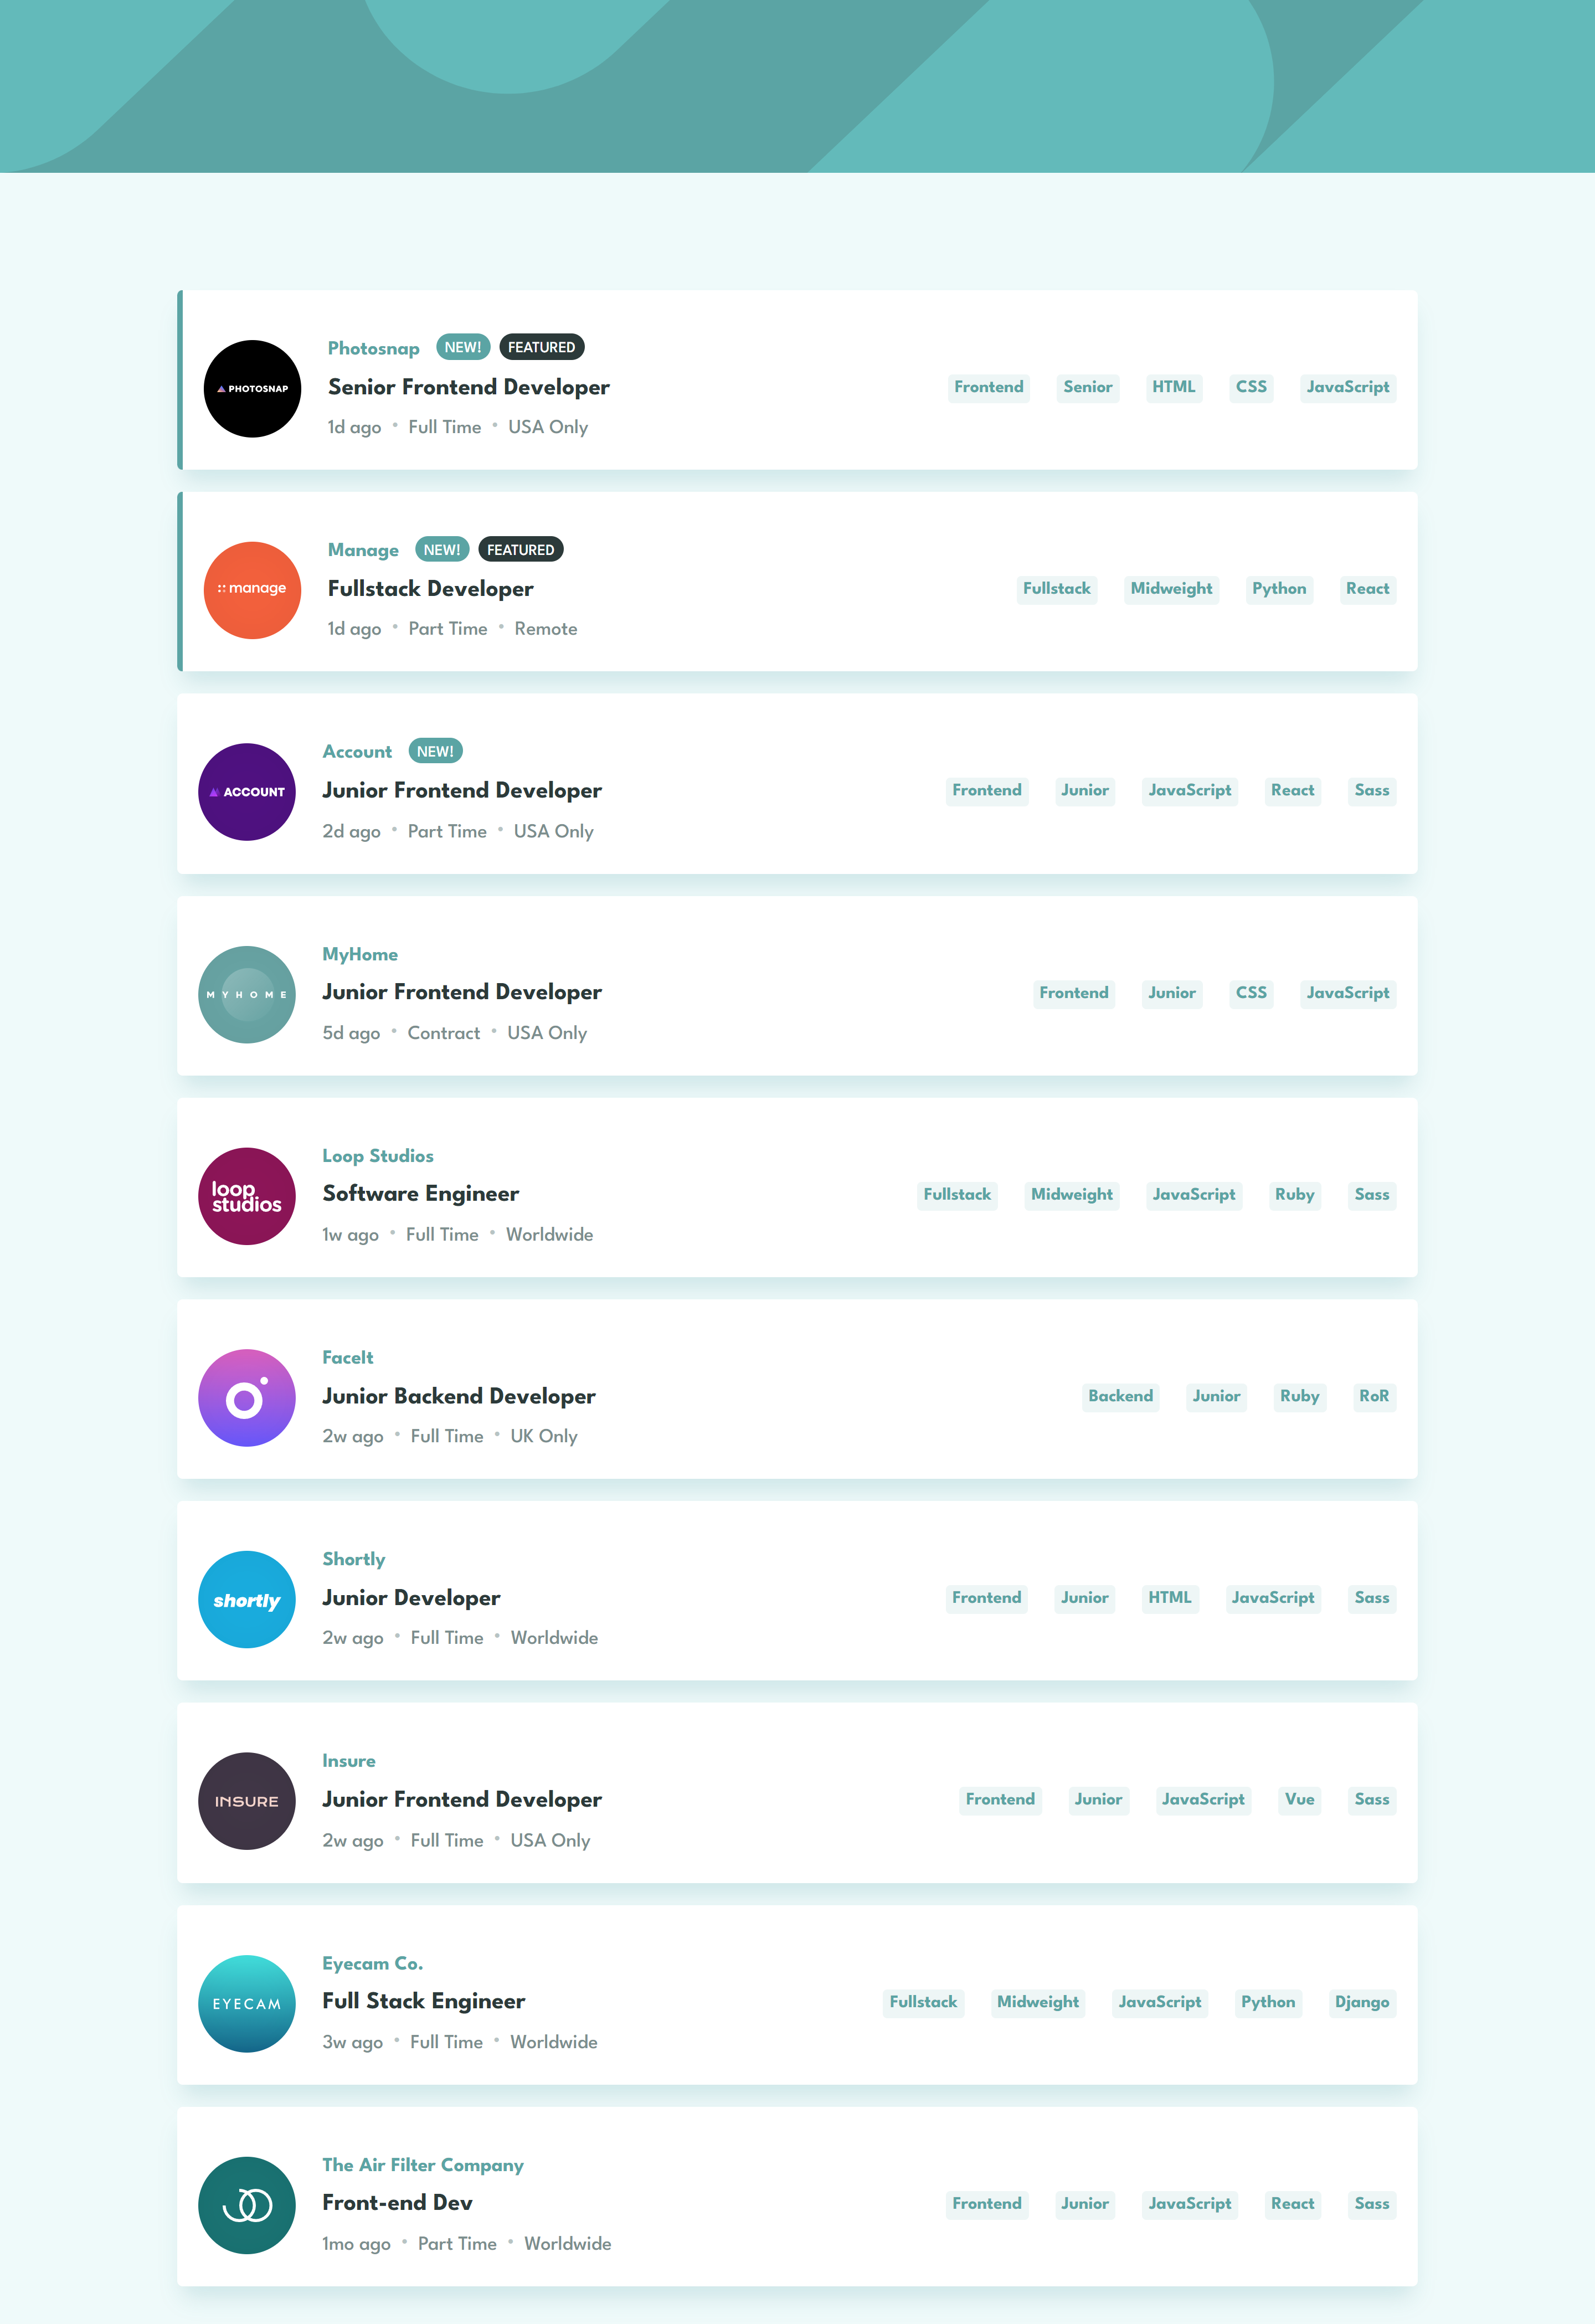 PHOTOSNAP
Photosnap NEW! FEATURED
Senior Frontend Developer
1d ago • Full Time • USA Only
Frontend Senior HTML CSS JavaScript
manage
Manage NEW! FEATURED
Fullstack Developer
1d ago • Part Time • Remote
Fullstack Midweight Python React
ACCOUNT
Account NEW!
Junior Frontend Developer
2d ago • Part Time • USA Only
Frontend Junior JavaScript React Sass
MYHOME
MyHome
Junior Frontend Developer
5d ago • Contract • USA Only
Frontend Junior CSS JavaScript
loop
studios
Loop Studios
Software Engineer
1w ago • Full Time • Worldwide
Fullstack Midweight JavaScript Ruby Sass
FaceIt
Junior Backend Developer
2w ago • Full Time • UK Only
Backend Junior Ruby RoR
shortly
Shortly
Junior Developer
2w ago • Full Time • Worldwide
Frontend Junior HTML JavaScript Sass
INSURE
Insure
Junior Frontend Developer
2w ago • Full Time • USA Only
Frontend Junior JavaScript Vue Sass
EYECAM
Eyecam Co.
Full Stack Engineer
3w ago • Full Time • Worldwide
Fullstack Midweight JavaScript Python Django
The Air Filter Company
Front-end Dev
1mo ago • Part Time • Worldwide
Frontend Junior JavaScript React Sass